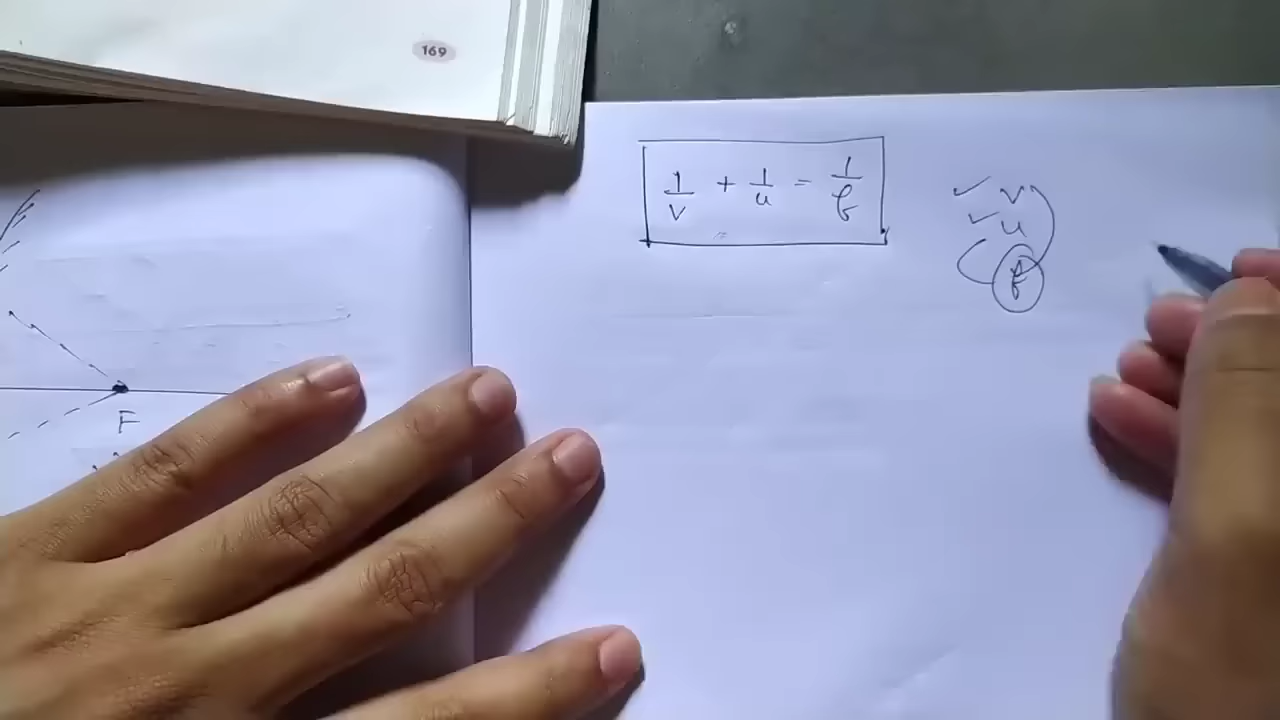 169
1/v + 1/u = 1/f
✓ v
✓ u
f
F